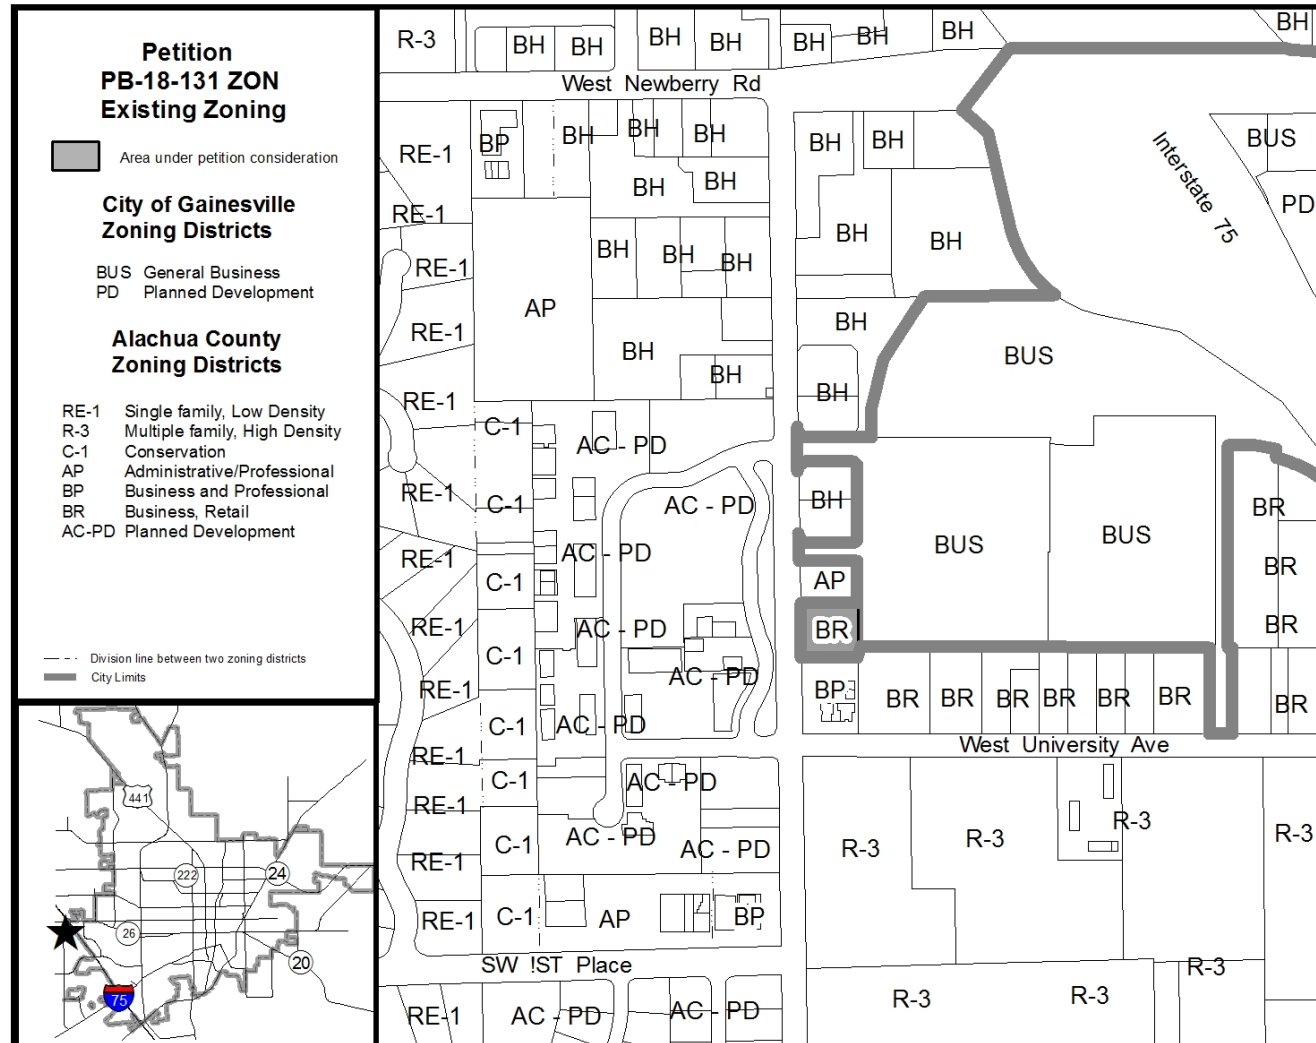 Petition
PB-18-131 ZON
Existing Zoning
Area under petition consideration
City of Gainesville
Zoning Districts
BUS General Business
PD Planned Development
Alachua County
Zoning Districts
RE-1 Single family, Low Density
R-3 Multiple family, High Density
C-1 Conservation
AP Administrative/Professional
BP Business and Professional
BR Business, Retail
AC-PD Planned Development
Division line between two zoning districts
City Limits
441
222
24
26
20
75
R-3 BH BH BH BH BH BH BH BH
West Newberry Rd
RE-1 BP BH BH BH BH BH BUS
Interstate 75
BH BH
RE-1 PD
BH BH
RE-1 BH BH BH
AP BH
RE-1 BH BUS
BH BH
RE-1
C-1 AC - PD
RE-1 C-1 AC - PD BH BR
RE-1 AC - PD BUS BUS
C-1 AP BR
RE-1 AC - PD BR BR
C-1 AC - PD
RE-1 BP BR BR BR BR BR BR BR
C-1 AC - PD
West University Ave
RE-1
C-1 AC - PD
RE-1 R-3 R-3
AC - PD R-3
C-1 AC - PD R-3
RE-1
RE-1 C-1 AP BP
SW !ST Place
R-3
R-3 R-3
RE-1 AC - PD AC - PD